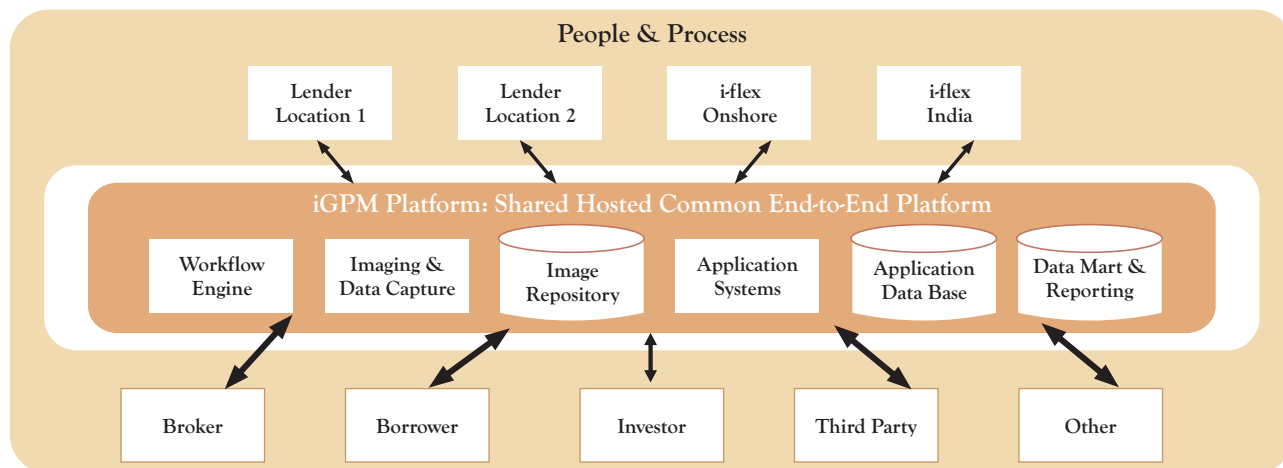 People & Process
Lender
Location 1
Lender
Location 2
i-flex
Onshore
i-flex
India
iGPM Platform: Shared Hosted Common End-to-End Platform
Workflow
Engine
Imaging &
Data Capture
Image
Repository
Application
Systems
Application
Data Base
Data Mart &
Reporting
Broker
Borrower
Investor
Third Party
Other